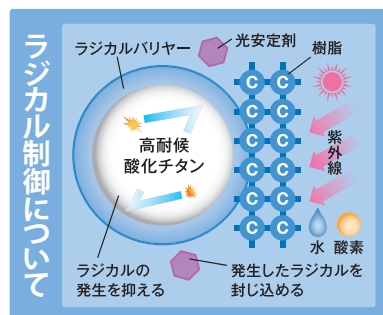 ラジカル制御について
ラジカルバリヤー
光安定剤
樹脂
高耐候
酸化チタン
C C
C C
C C
C C
C C
C C
紫外線
水
酸素
ラジカルの
発生を抑える
発生したラジカルを
封じ込める